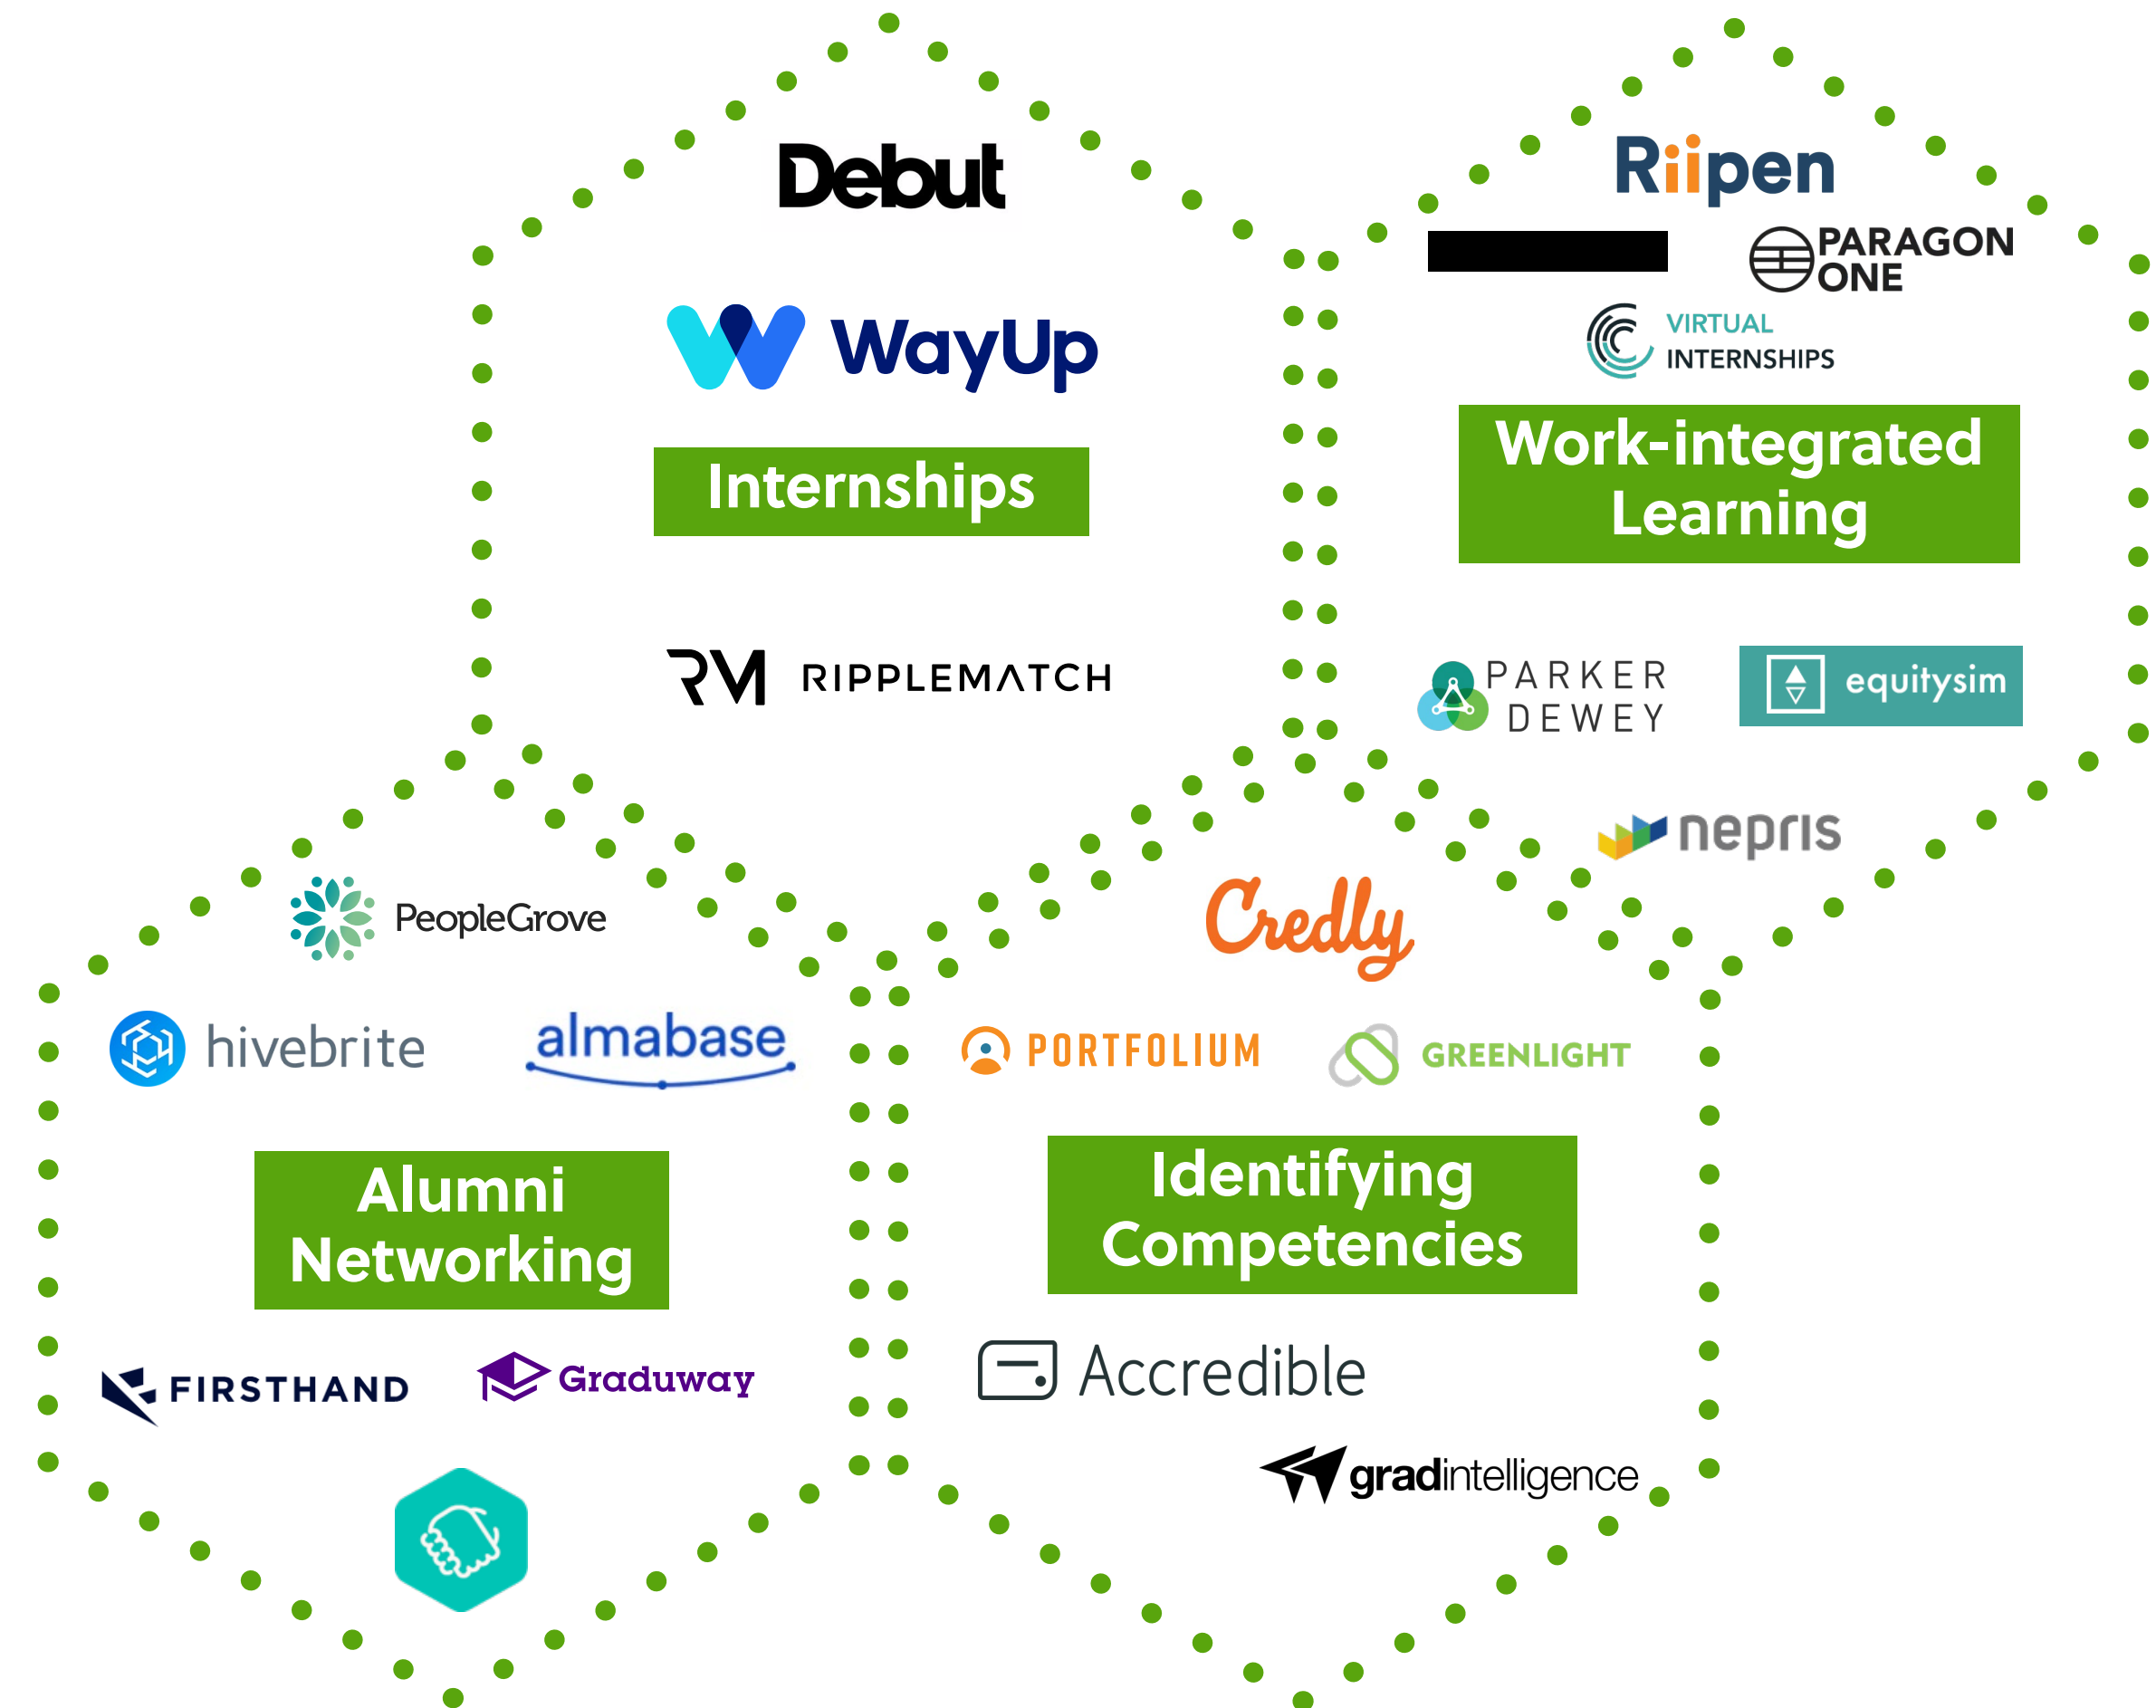 Debut
WayUp
Internships
RIPPLEMATCH
Riipen
PARAGON
ONE
VIRTUAL
INTERNSHIPS
Work-integrated
Learning
PARKER
DEWEY
equitysim
nepris
PeopleGrove
hivebrite
almabase
Alumni
Networking
FIRSTHAND
Graduway
Credly
PORTFOLIUM
GREENLIGHT
Identifying
Competencies
Accredible
gradintelligence